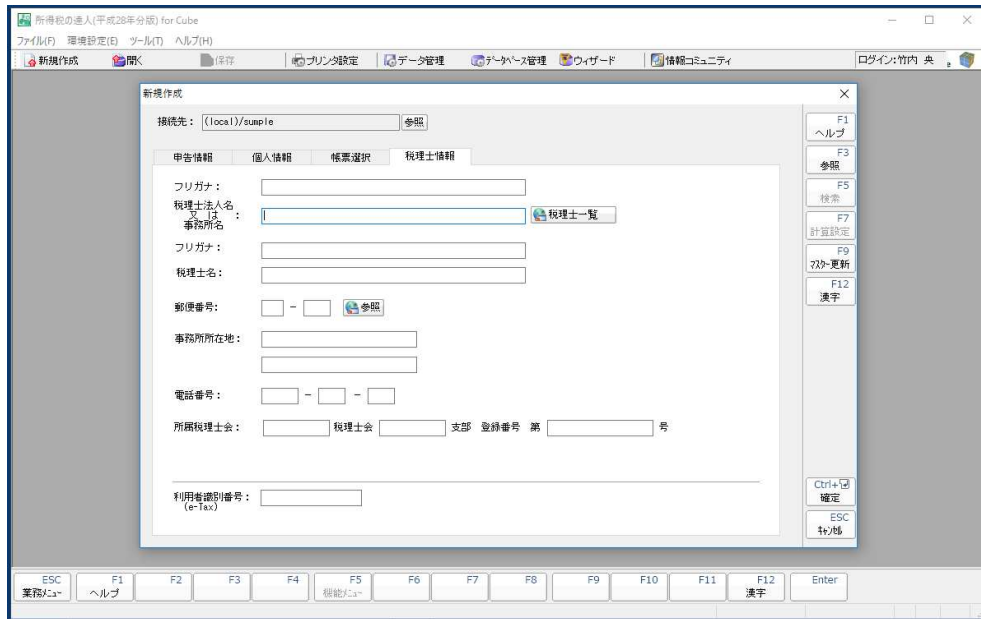 所得税の達人(平成28年分版) for Cube
ファイル(F) 環境設定(E) ツール(T) ヘルプ(H)
新規作成 開く 保存 プリンタ設定 データ管理 データベース管理 ウィザード 情報コミュニティ ログイン:竹内 央
新規作成
接続先： (local)/sumple 参照
申告情報 個人情報 帳票選択 税理士情報
フリガナ：
税理士法人名
又 は ：
事務所名
税理士一覧
フリガナ：
税理士名：
郵便番号： - 参照
事務所所在地：
電話番号： - -
所属税理士会： 税理士会 支部 登録番号 第 号
利用者識別番号：
(e-Tax)
F1
ヘルプ
F3
参照
F5
検索
F7
計算設定
F9
マスター更新
F12
漢字
Ctrl+
確定
ESC
キャンセル
ESC F1 F2 F3 F4 F5 F6 F7 F8 F9 F10 F11 F12 Enter
業務メニュー ヘルプ 機能メニュー 漢字